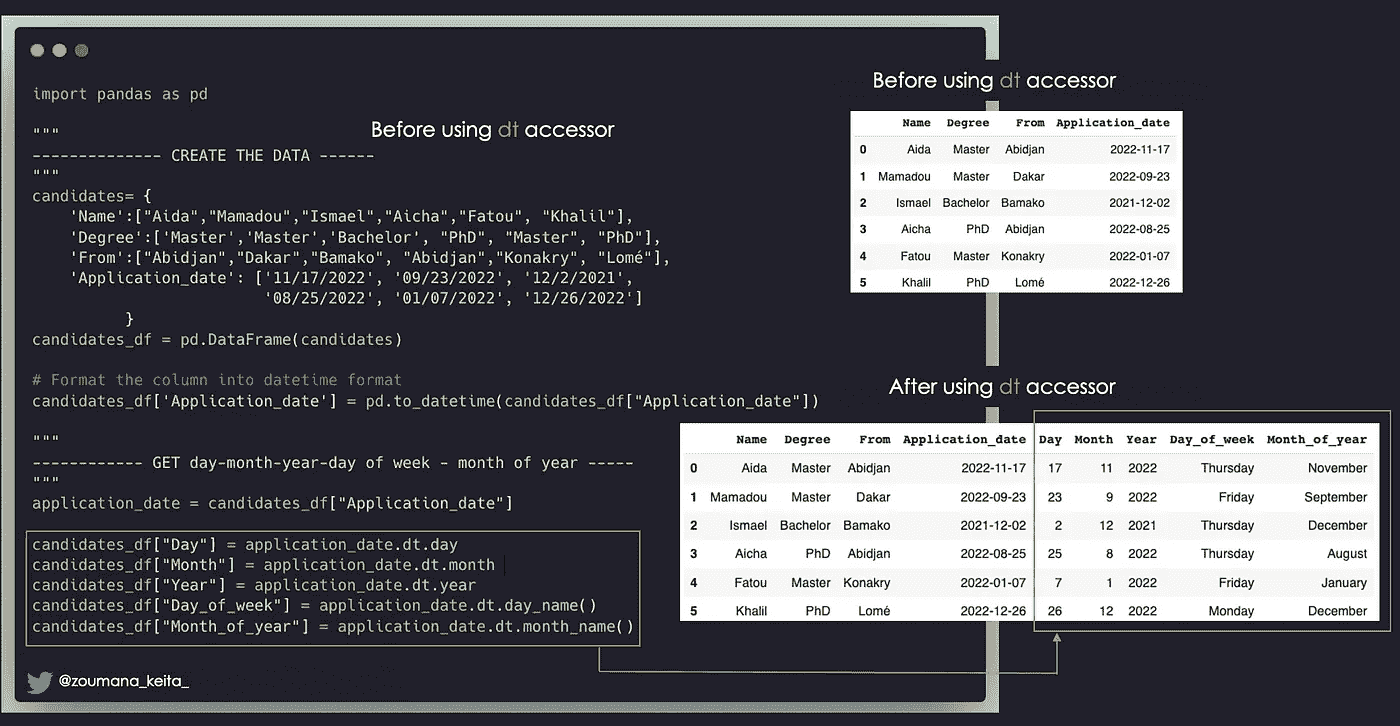 import pandas as pd
"""
Before using dt accessor
-------------- CREATE THE DATA ------
"""
candidates= {
'Name':["Aida","Mamadou","Ismael","Aicha","Fatou", "Khalil"],
'Degree':['Master','Master','Bachelor', "PhD", "Master", "PhD"],
'From':["Abidjan","Dakar","Bamako", "Abidjan","Konakry", "Lomé"],
'Application_date': ['11/17/2022', '09/23/2022', '12/2/2021',
'08/25/2022', '01/07/2022', '12/26/2022']
}
candidates_df = pd.DataFrame(candidates)
# Format the column into datetime format
candidates_df['Application_date'] = pd.to_datetime(candidates_df["Application_date"])
"""
------------ GET day-month-year-day of week - month of year -----
"""
application_date = candidates_df["Application_date"]
candidates_df["Day"] = application_date.dt.day
candidates_df["Month"] = application_date.dt.month
candidates_df["Year"] = application_date.dt.year
candidates_df["Day_of_week"] = application_date.dt.day_name()
candidates_df["Month_of_year"] = application_date.dt.month_name()
@zoumana_keita_
Before using dt accessor
Name Degree From Application_date
0 Aida Master Abidjan 2022-11-17
1 Mamadou Master Dakar 2022-09-23
2 Ismael Bachelor Bamako 2021-12-02
3 Aicha PhD Abidjan 2022-08-25
4 Fatou Master Konakry 2022-01-07
5 Khalil PhD Lomé 2022-12-26
After using dt accessor
Name Degree From Application_date Day Month Year Day_of_week Month_of_year
0 Aida Master Abidjan 2022-11-17 17 11 2022 Thursday November
1 Mamadou Master Dakar 2022-09-23 23 9 2022 Friday September
2 Ismael Bachelor Bamako 2021-12-02 2 12 2021 Thursday December
3 Aicha PhD Abidjan 2022-08-25 25 8 2022 Thursday August
4 Fatou Master Konakry 2022-01-07 7 1 2022 Friday January
5 Khalil PhD Lomé 2022-12-26 26 12 2022 Monday December